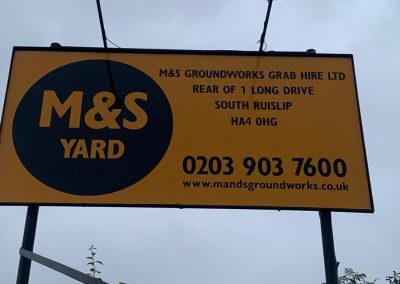 M&S
YARD
M&S GROUNDWORKS GRAB HIRE LTD
REAR OF 1 LONG DRIVE
SOUTH RUISLIP
HA4 0HG
0203 903 7600
www.mandsgroundworks.co.uk